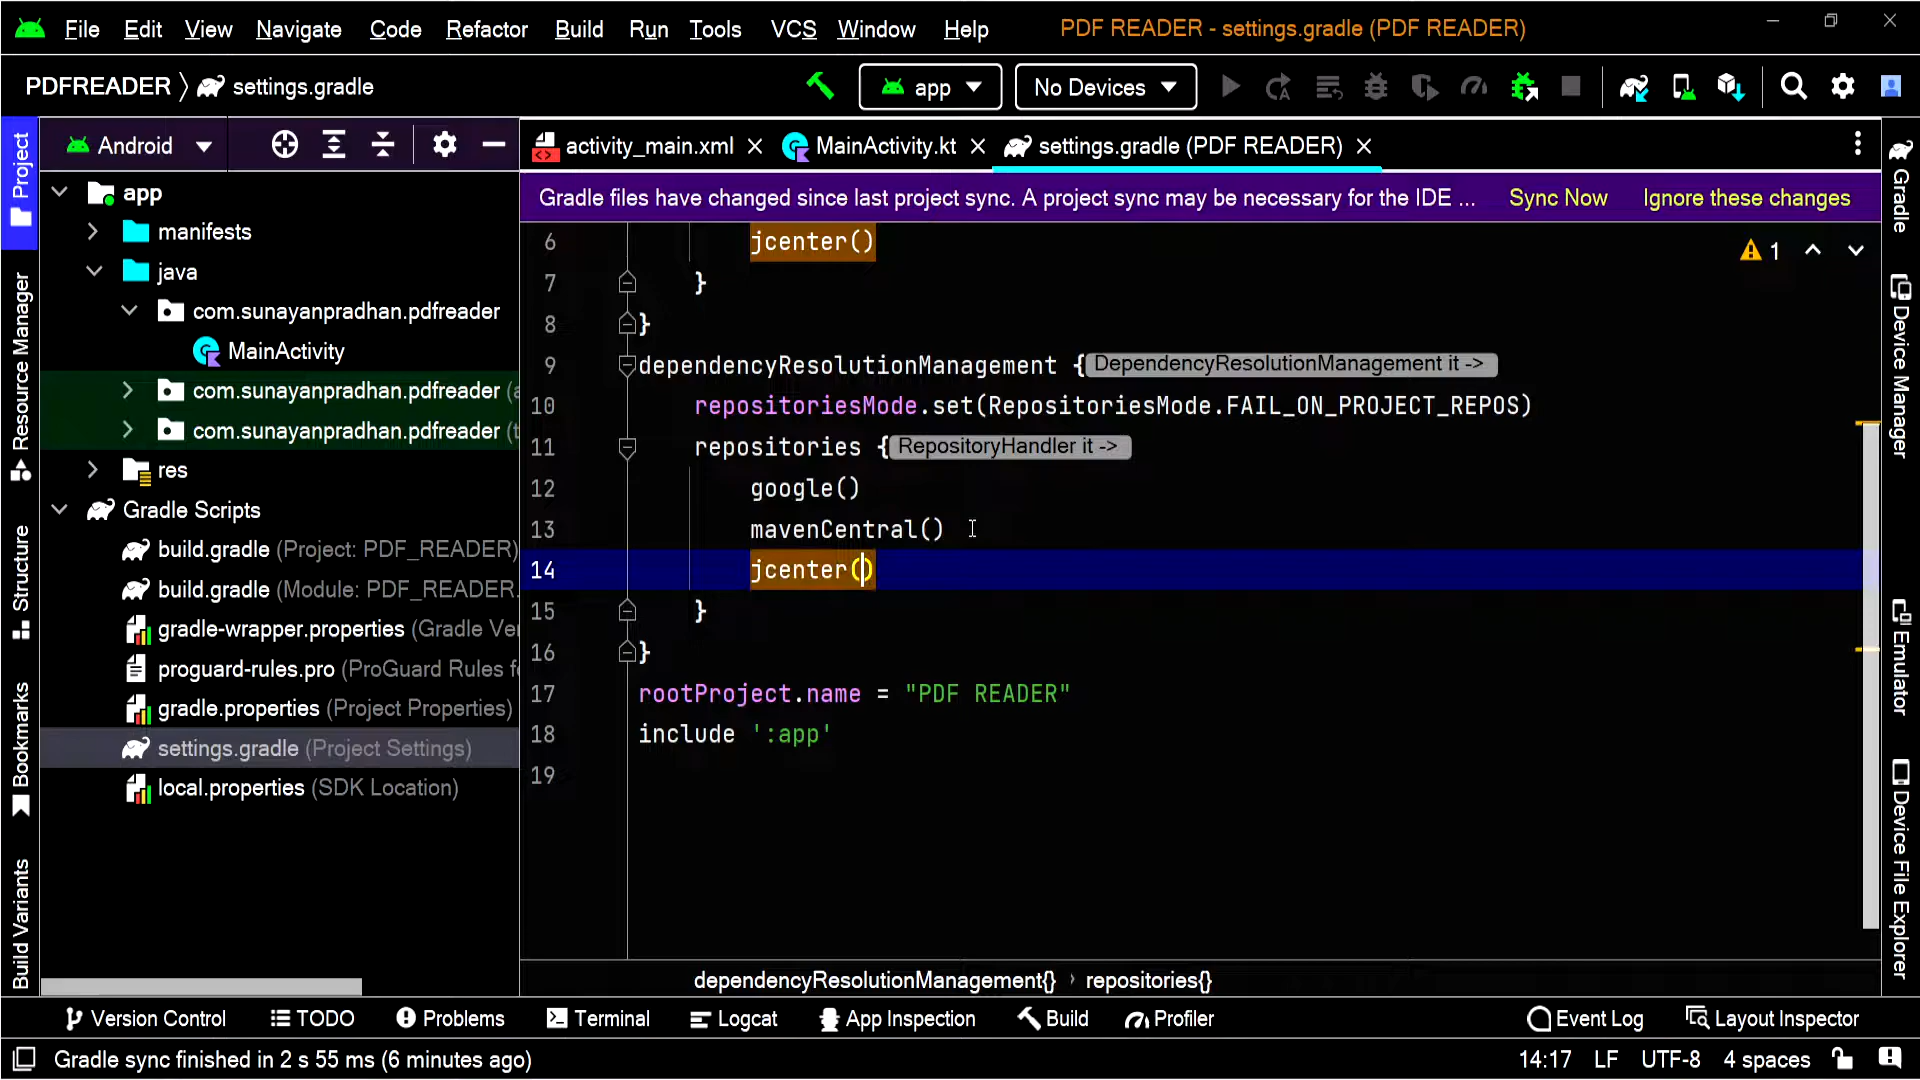 File Edit View Navigate Code Refactor Build Run Tools VCS Window Help PDF READER - settings.gradle (PDF READER)
PDFREADER 〉 settings.gradle app No Devices
Project
Resource Manager
Structure
Bookmarks
Build Variants
Android
app
manifests
java
com.sunayanpradhan.pdfreader
MainActivity
com.sunayanpradhan.pdfreader (a
com.sunayanpradhan.pdfreader (t
res
Gradle Scripts
build.gradle (Project: PDF_READER)
build.gradle (Module: PDF_READER.
gradle-wrapper.properties (Gradle Ve
proguard-rules.pro (ProGuard Rules f
gradle.properties (Project Properties)
settings.gradle (Project Settings)
local.properties (SDK Location)
activity_main.xml MainActivity.kt settings.gradle (PDF READER)
Gradle files have changed since last project sync. A project sync may be necessary for the IDE ... Sync Now Ignore these changes
1
6 jcenter()
7 }
8 }
9 dependencyResolutionManagement { DependencyResolutionManagement it ->
10 repositoriesMode.set(RepositoriesMode.FAIL_ON_PROJECT_REPOS)
11 repositories { RepositoryHandler it ->
12 google()
13 mavenCentral()
14 jcenter()
15 }
16 }
17 rootProject.name = "PDF READER"
18 include ':app'
19
dependencyResolutionManagement{} › repositories{}
Gradle
Device Manager
Emulator
Device File Explorer
Version Control TODO Problems Terminal Logcat App Inspection Build Profiler Event Log Layout Inspector
Gradle sync finished in 2 s 55 ms (6 minutes ago) 14:17 LF UTF-8 4 spaces